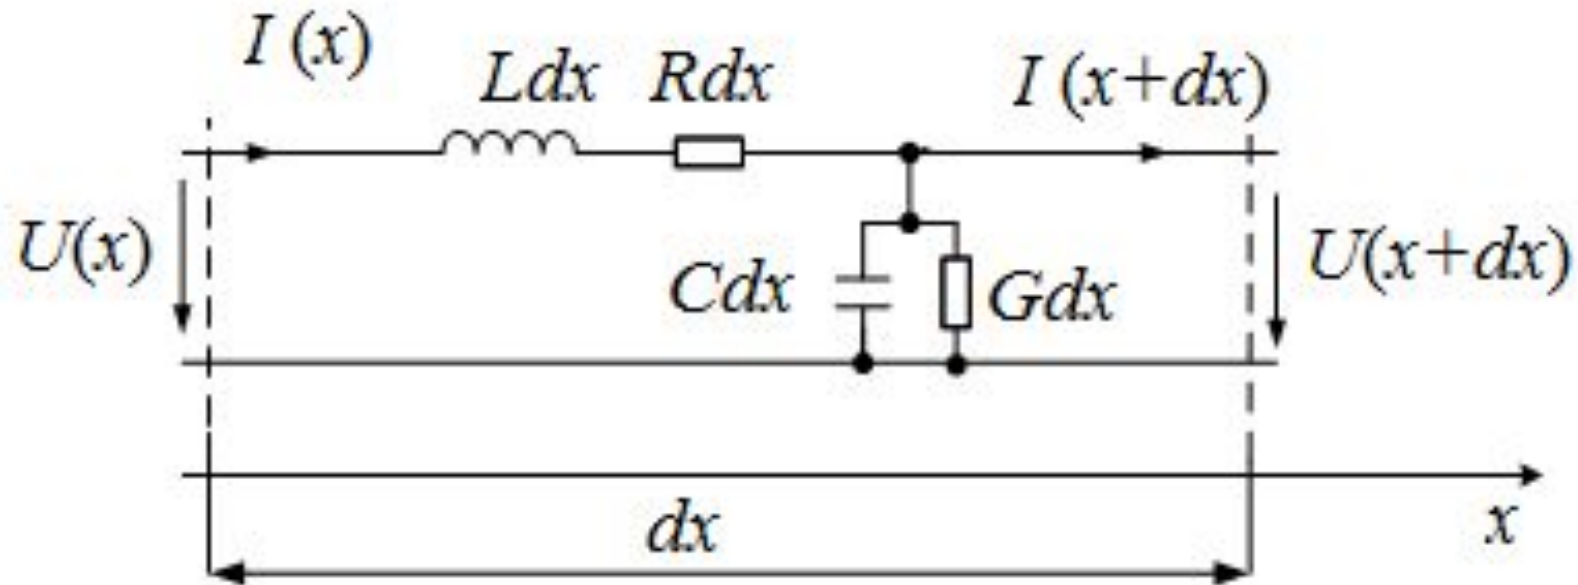 I (x)
Ldx
Rdx
I (x+dx)
U(x)
Cdx
Gdx
U(x+dx)
dx
x